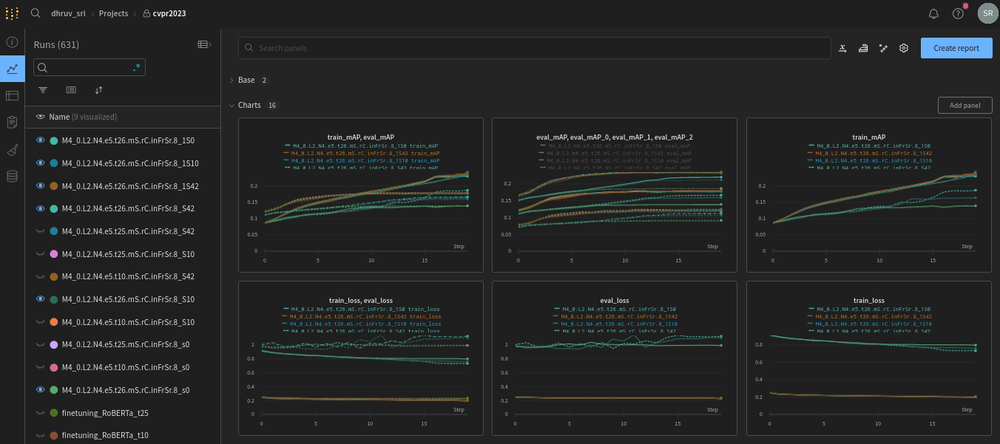 dhruv_sri > Projects > cvpr2023
SR
Runs (631)
.*
Name (9 visualized)
M4_0.L2.N4.e5.t26.mS.rC.inFrSr.8_1S0
M4_0.L2.N4.e5.t26.mS.rC.inFrSr.8_1S10
M4_0.L2.N4.e5.t26.mS.rC.inFrSr.8_1S42
M4_0.L2.N4.e5.t26.mS.rC.inFrSr.8_S42
M4_0.L2.N4.e5.t25.mS.rC.inFrSr.8_S42
M4_0.L2.N4.e5.t25.mS.rC.inFrSr.8_S10
M4_0.L2.N4.e5.t10.mS.rC.inFrSr.8_S42
M4_0.L2.N4.e5.t26.mS.rC.inFrSr.8_S10
M4_0.L2.N4.e5.t10.mS.rC.inFrSr.8_S10
M4_0.L2.N4.e5.t25.mS.rC.inFrSr.8_s0
M4_0.L2.N4.e5.t10.mS.rC.inFrSr.8_s0
M4_0.L2.N4.e5.t26.mS.rC.inFrSr.8_s0
finetuning_RoBERTa_t25
finetuning_RoBERTa_t10
Search panels
Create report
Base 2
Charts 16
Add panel
train_mAP, eval_mAP
M4_0.L2.N4.e5.t26.mS.rC.inFrSr.8_1S0 train_mAP
M4_0.L2.N4.e5.t26.mS.rC.inFrSr.8_1S42 train_mAP
M4_0.L2.N4.e5.t26.mS.rC.inFrSr.8_1S10 train_mAP
M4_0.L2.N4.e5.t26.mS.rC.inFrSr.8_S42 train_mAP
0.2
0.15
0.1
0.05
0
Step
0 5 10 15
eval_mAP, eval_mAP_0, eval_mAP_1, eval_mAP_2
M4_0.L2.N4.e5.t26.mS.rC.inFrSr.8_1S0 eval_mAP
M4_0.L2.N4.e5.t26.mS.rC.inFrSr.8_1S42 eval_mAP
M4_0.L2.N4.e5.t26.mS.rC.inFrSr.8_1S10 eval_mAP
M4_0.L2.N4.e5.t26.mS.rC.inFrSr.8_S42 eval_mAP
0.2
0.15
0.1
0.05
0
Step
0 5 10 15
train_mAP
M4_0.L2.N4.e5.t26.mS.rC.inFrSr.8_1S0
M4_0.L2.N4.e5.t26.mS.rC.inFrSr.8_1S42
M4_0.L2.N4.e5.t26.mS.rC.inFrSr.8_1S10
M4_0.L2.N4.e5.t26.mS.rC.inFrSr.8_S42
0.2
0.15
0.1
0.05
0
Step
0 5 10 15
train_loss, eval_loss
M4_0.L2.N4.e5.t26.mS.rC.inFrSr.8_1S0 train_loss
M4_0.L2.N4.e5.t26.mS.rC.inFrSr.8_1S42 train_loss
M4_0.L2.N4.e5.t26.mS.rC.inFrSr.8_1S10 train_loss
M4_0.L2.N4.e5.t26.mS.rC.inFrSr.8_S42 train_loss
1
0.8
0.6
0.4
0.2
0
Step
0 5 10 15
eval_loss
M4_0.L2.N4.e5.t26.mS.rC.inFrSr.8_1S0
M4_0.L2.N4.e5.t26.mS.rC.inFrSr.8_1S42
M4_0.L2.N4.e5.t26.mS.rC.inFrSr.8_1S10
M4_0.L2.N4.e5.t26.mS.rC.inFrSr.8_S42
1
0.8
0.6
0.4
0.2
0
Step
0 5 10 15
train_loss
M4_0.L2.N4.e5.t26.mS.rC.inFrSr.8_1S0
M4_0.L2.N4.e5.t26.mS.rC.inFrSr.8_1S42
M4_0.L2.N4.e5.t26.mS.rC.inFrSr.8_1S10
M4_0.L2.N4.e5.t26.mS.rC.inFrSr.8_S42
0.8
0.6
0.4
0.2
0
Step
0 5 10 15